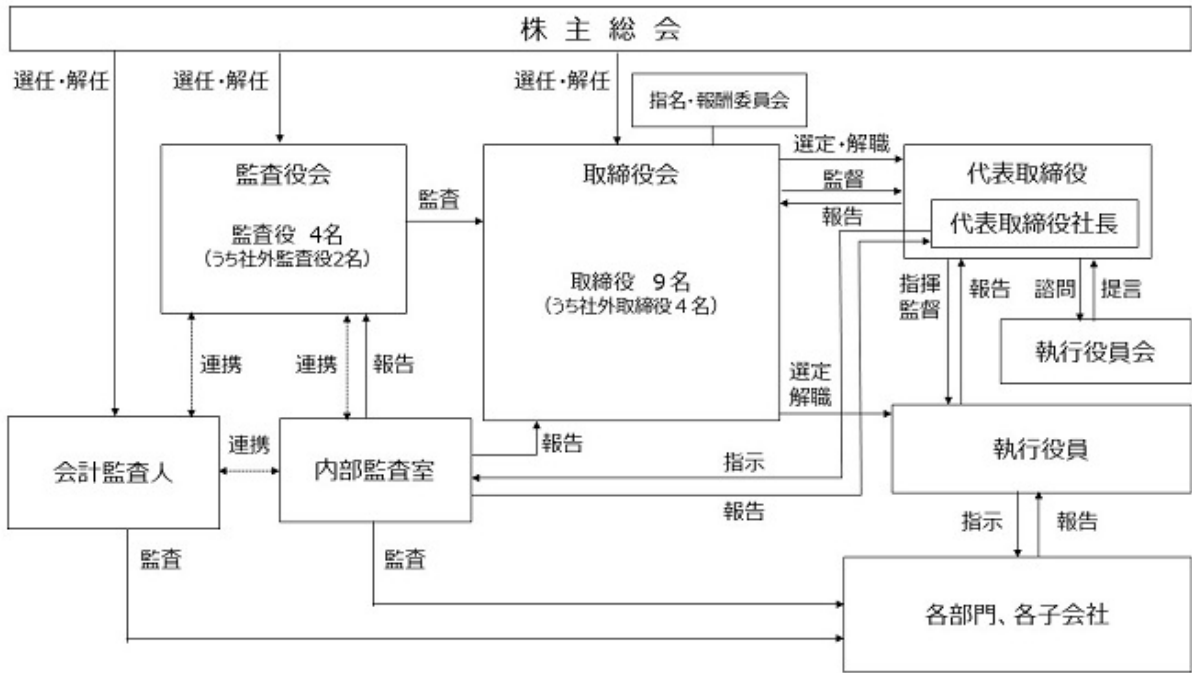 株主総会
選任・解任
選任・解任
選任・解任
指名・報酬委員会
監査役会
監査役 4名
(うち社外監査役2名)
監査
取締役会
取締役 9名
(うち社外取締役4名)
選定・解職
監督
報告
代表取締役
代表取締役社長
指揮
監督
報告
諮問
提言
執行役員会
連携
連携
報告
選定
解職
会計監査人
連携
内部監査室
報告
指示
報告
執行役員
監査
監査
指示
報告
各部門、各子会社